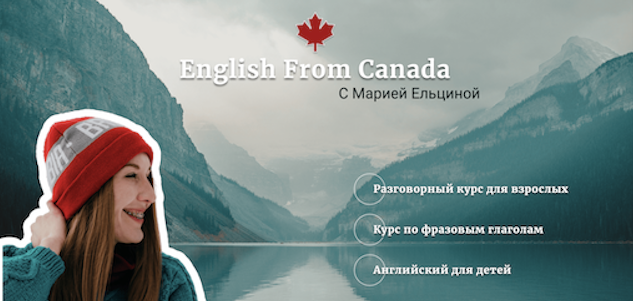 English From Canada
С Марией Ельциной
Разговорный курс для взрослых
Курс по фразовым глаголам
Английский для детей